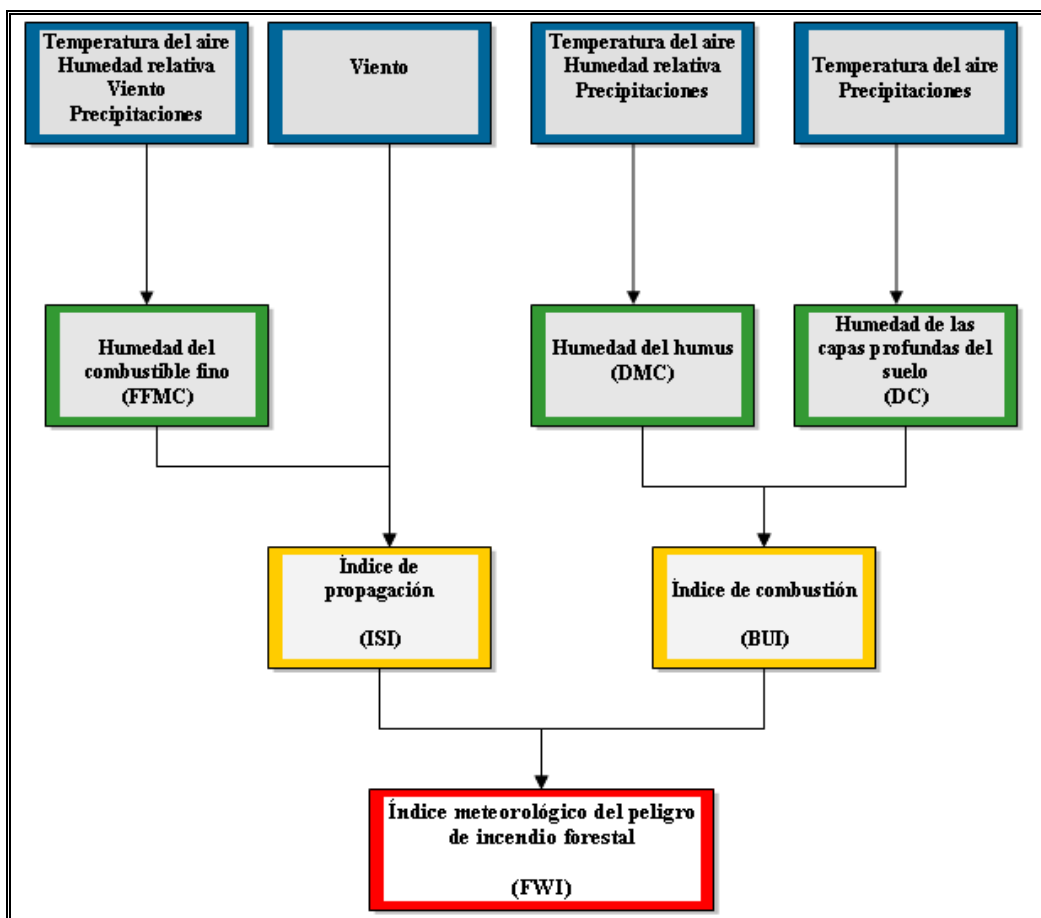 Temperatura del aire
Humedad relativa
Viento
Precipitaciones
Viento
Temperatura del aire
Humedad relativa
Precipitaciones
Temperatura del aire
Precipitaciones
Humedad del
combustible fino
(FFMC)
Humedad del humus
(DMC)
Humedad de las
capas profundas del
suelo
(DC)
Índice de
propagación
(ISI)
Índice de combustión
(BUI)
Índice meteorológico del peligro
de incendio forestal
(FWI)